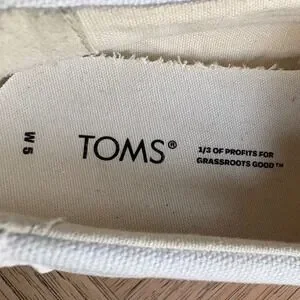 W 5
TOMS®
1/3 OF PROFITS FOR
GRASSROOTS GOOD™